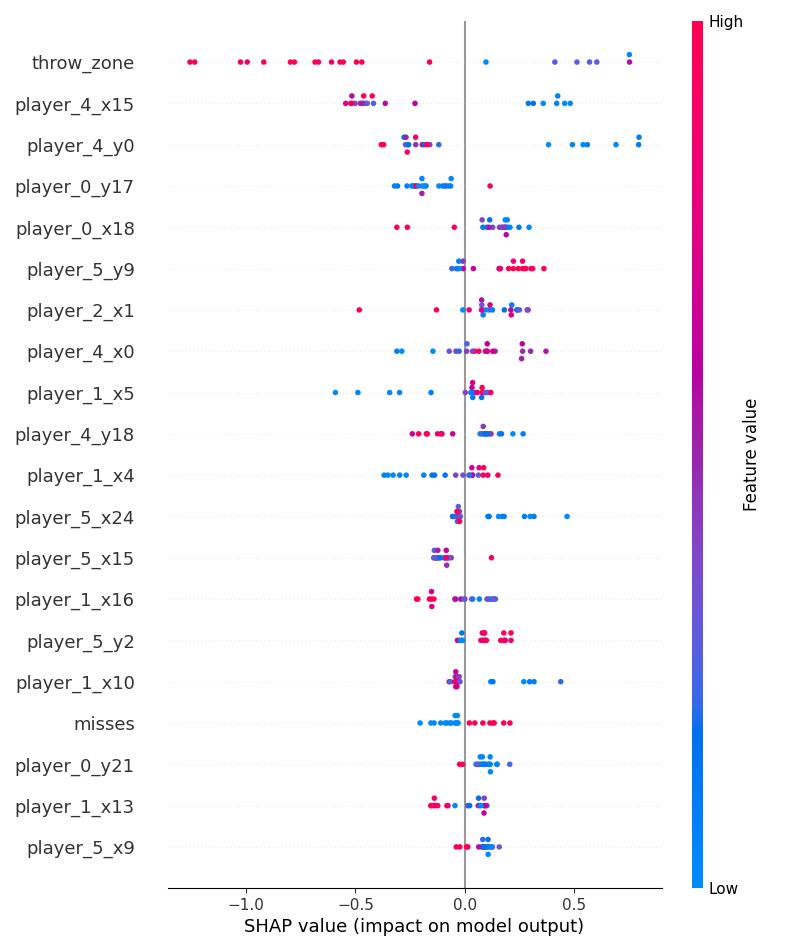 High
throw_zone
player_4_x15
player_4_y0
player_0_y17
player_0_x18
player_5_y9
player_2_x1
player_4_x0
player_1_x5
player_4_y18
player_1_x4
player_5_x24
player_5_x15
player_1_x16
player_5_y2
player_1_x10
misses
player_0_y21
player_1_x13
player_5_x9
Feature value
Low
−1.0 −0.5 0.0 0.5
SHAP value (impact on model output)